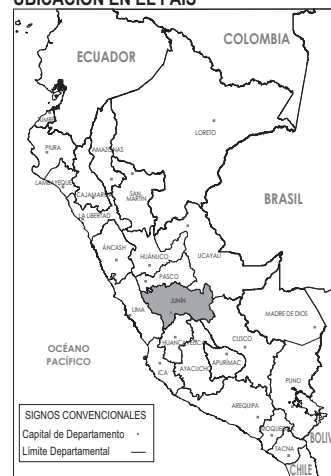 UBICACIÓN EN EL PAÍS
COLOMBIA
ECUADOR
TUMBES
LORETO
PIURA
AMAZONAS
LAMBAYEQUE
CAJAMARCA
SAN
MARTÍN
BRASIL
LA LIBERTAD
ÁNCASH
HUÁNUCO
UCAYALI
PASCO
JUNÍN
LIMA
MADRE DE DIOS
HUANCAVELICA
CUSCO
OCÉANO
PACÍFICO
ICA
AYACUCHO
APURÍMAC
PUNO
AREQUIPA
SIGNOS CONVENCIONALES
Capital de Departamento
Límite Departamental
MOQUEGUA
BOLIV
TACNA
CHILE